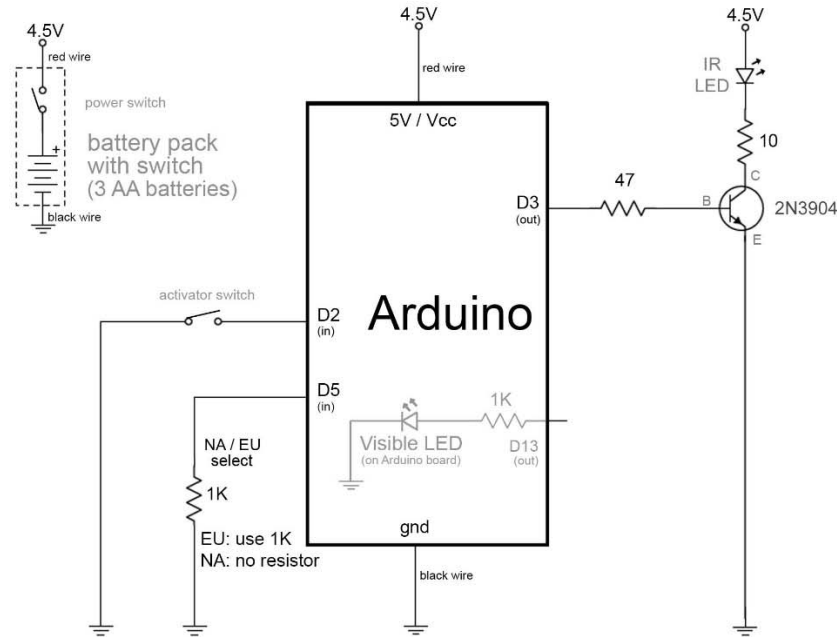 4.5V
red wire
power switch
+
battery pack
with switch
(3 AA batteries)
black wire
4.5V
red wire
5V / Vcc
D3
(out)
47
4.5V
IR
LED
10
C
B
2N3904
E
activator switch
D2
(in)
Arduino
D5
(in)
1K
Visible LED
(on Arduino board)
D13
(out)
NA / EU
select
1K
EU: use 1K
NA: no resistor
gnd
black wire